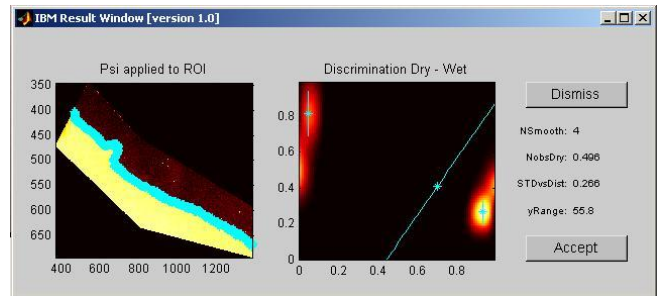 IBM Result Window [version 1.0]
Psi applied to ROI
350
400
450
500
550
600
650
400 600 800 1000 1200
Discrimination Dry - Wet
0.8
0.6
0.4
0.2
0
0 0.2 0.4 0.6 0.8
Dismiss
NSmooth: 4
NobsDry: 0.496
STDvsDist: 0.266
yRange: 55.8
Accept